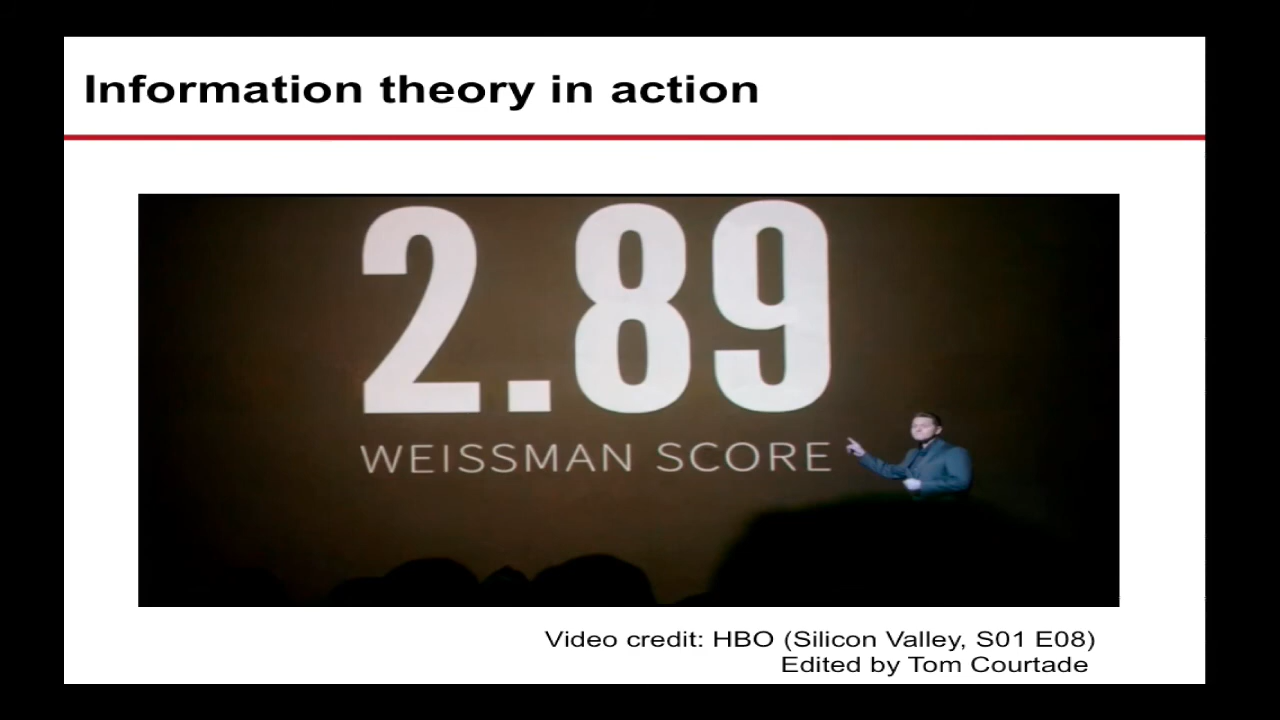 Information theory in action
2.89
WEISSMAN SCORE
Video credit: HBO (Silicon Valley, S01 E08)
Edited by Tom Courtade